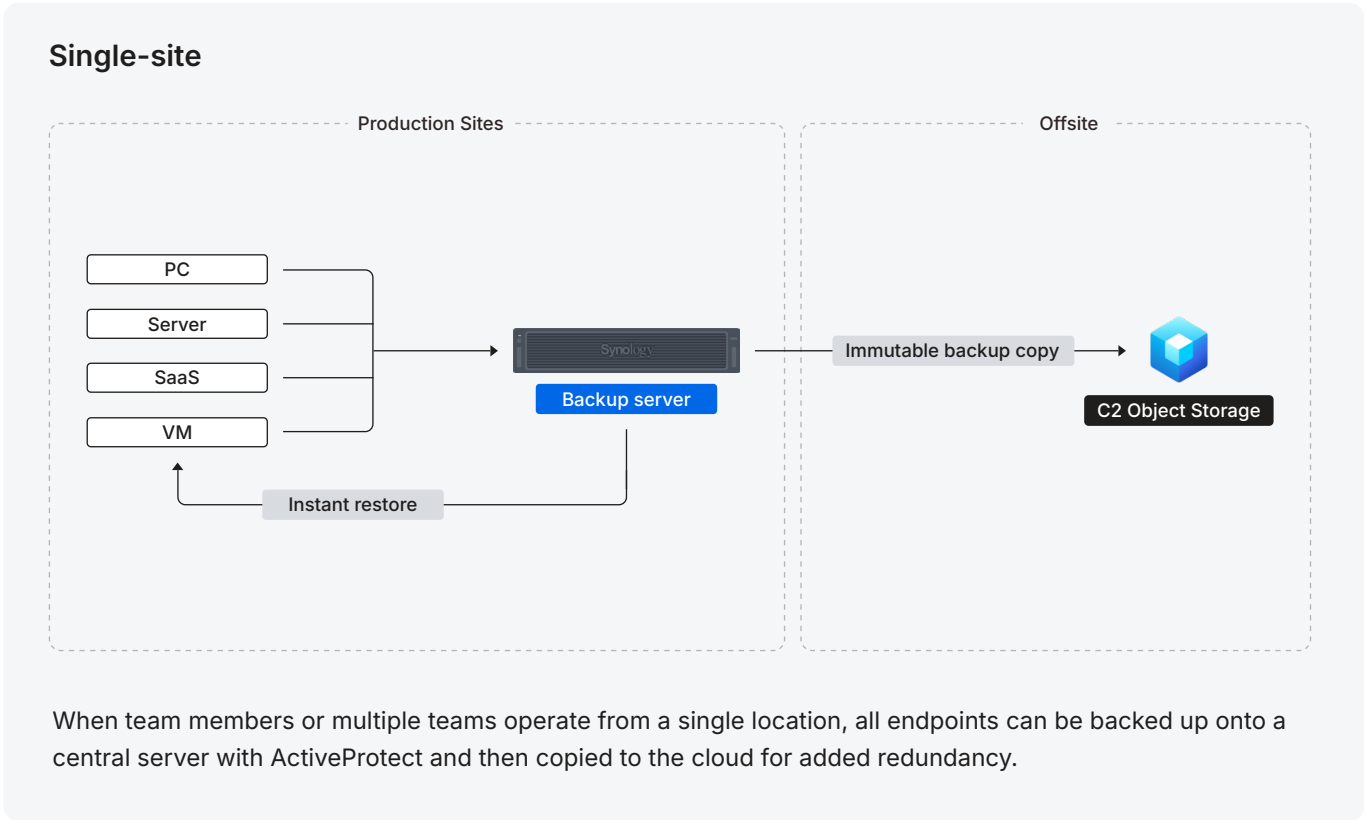 Single-site
Production Sites
Offsite
PC
Server
SaaS
VM
Synology
Backup server
Instant restore
Immutable backup copy
C2 Object Storage
When team members or multiple teams operate from a single location, all endpoints can be backed up onto a
central server with ActiveProtect and then copied to the cloud for added redundancy.